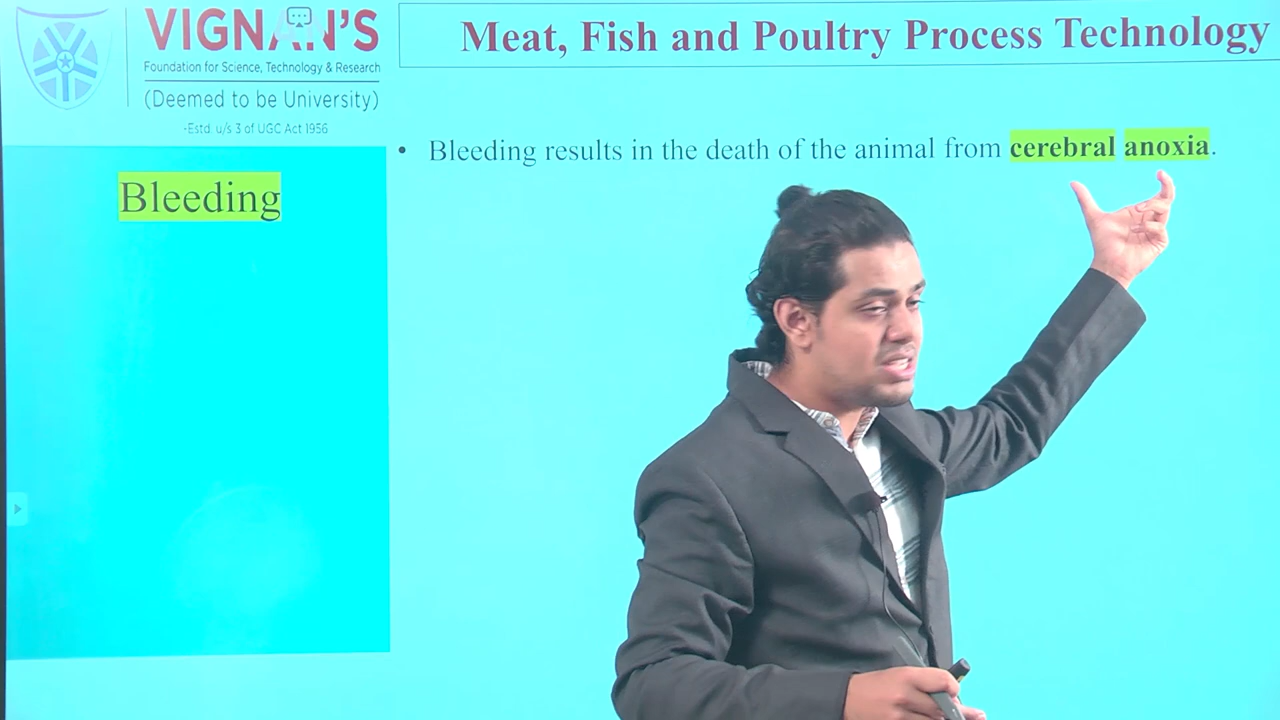 VIGNAN'S
Foundation for Science, Technology & Research
(Deemed to be University)
-Estd. u/s 3 of UGC Act 1956
Meat, Fish and Poultry Process Technology
Bleeding
• Bleeding results in the death of the animal from cerebral anoxia.